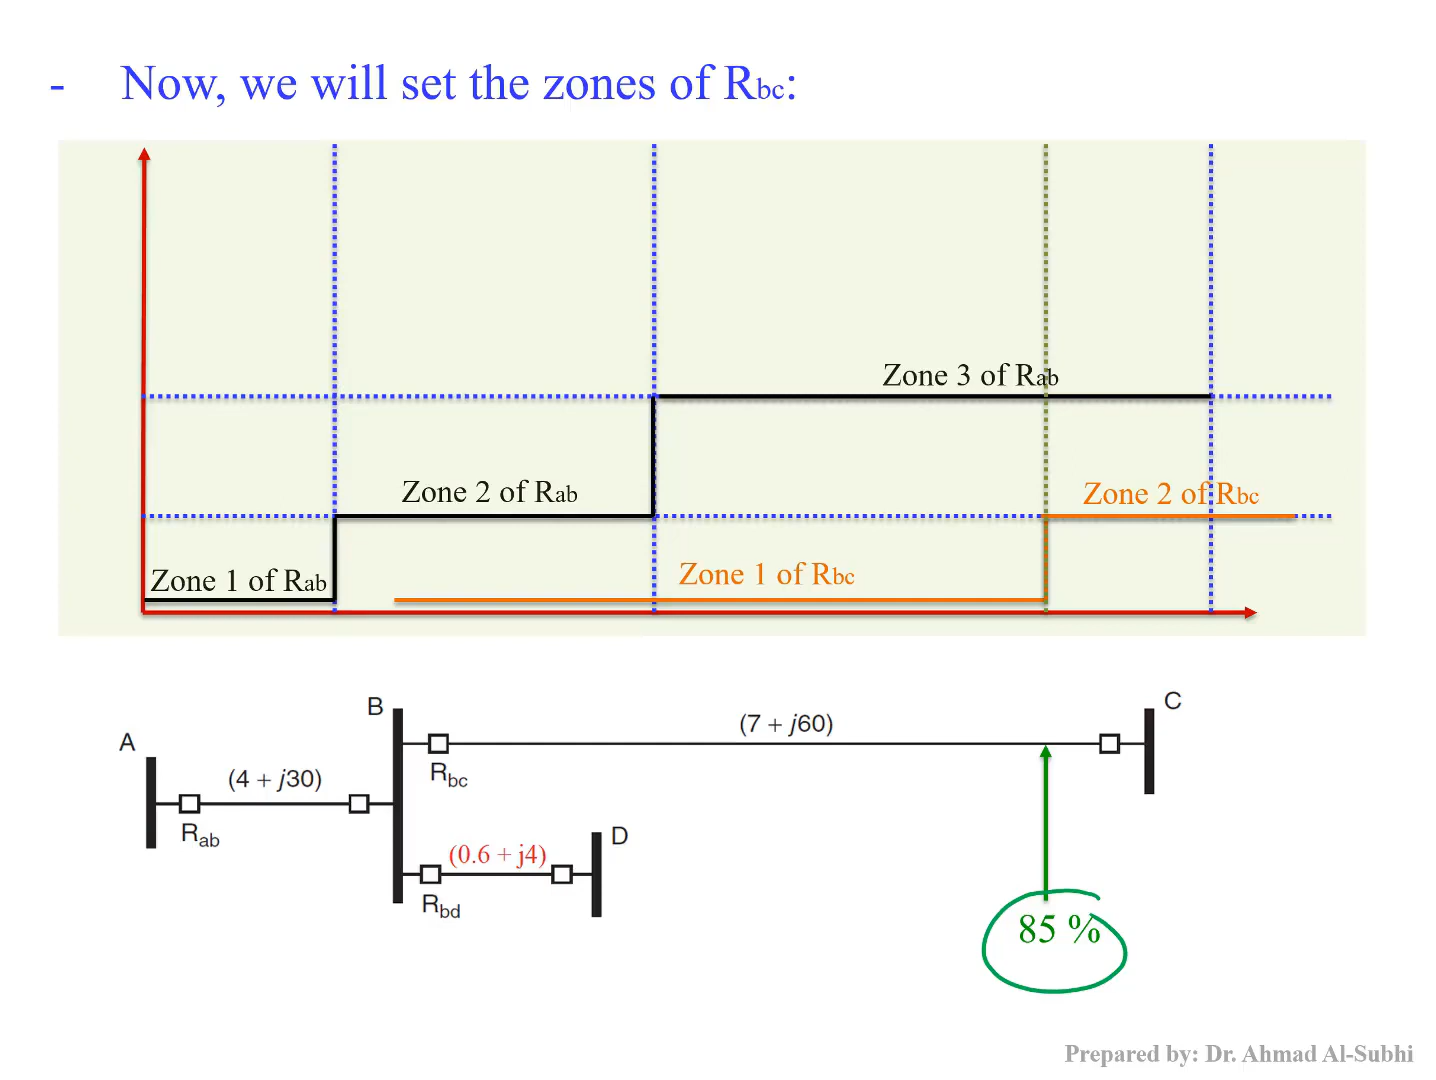 - Now, we will set the zones of Rbc:
Zone 3 of Rab
Zone 2 of Rab
Zone 2 of Rbc
Zone 1 of Rab
Zone 1 of Rbc
A
B
C
(7 + j60)
(4 + j30)
Rbc
Rab
(0.6 + j4)
D
Rbd
85 %
Prepared by: Dr. Ahmad Al-Subhi